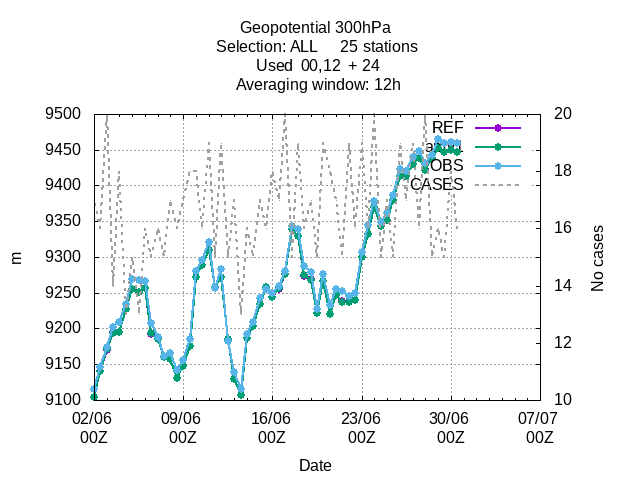 Geopotential 300hPa
Selection: ALL 25 stations
Used 00,12 + 24
Averaging window: 12h
9500
9450
9400
9350
9300
9250
9200
9150
9100
m
20
18
16
14
12
10
No cases
REF
OBS
CASES
02/06 09/06 16/06 23/06 30/06 07/07
00Z 00Z 00Z 00Z 00Z 00Z
Date